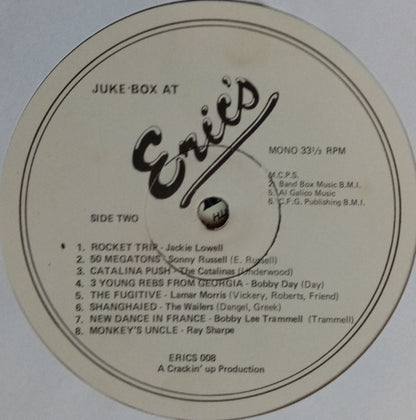 JUKE-BOX AT
Eric's
MONO 33⅓ RPM
M.C.P.S.
2. Band Box Music B.M.I.
5. Al Galico Music
6. C.F.G. Publishing B.M.I.
SIDE TWO
1. ROCKET TRIP - Jackie Lowell
2. 50 MEGATONS - Sonny Russell (E. Russell)
3. CATALINA PUSH - The Catalinas (Underwood)
4. 3 YOUNG REBS FROM GEORGIA - Bobby Day (Day)
5. THE FUGITIVE - Lamar Morris (Vickery, Roberts, Friend)
6. SHANGHAIED - The Wailers (Dangel, Greek)
7. NEW DANCE IN FRANCE - Bobby Lee Trammell (Trammell)
8. MONKEY'S UNCLE - Ray Sharpe
ERICS 008
A Crackin' up Production